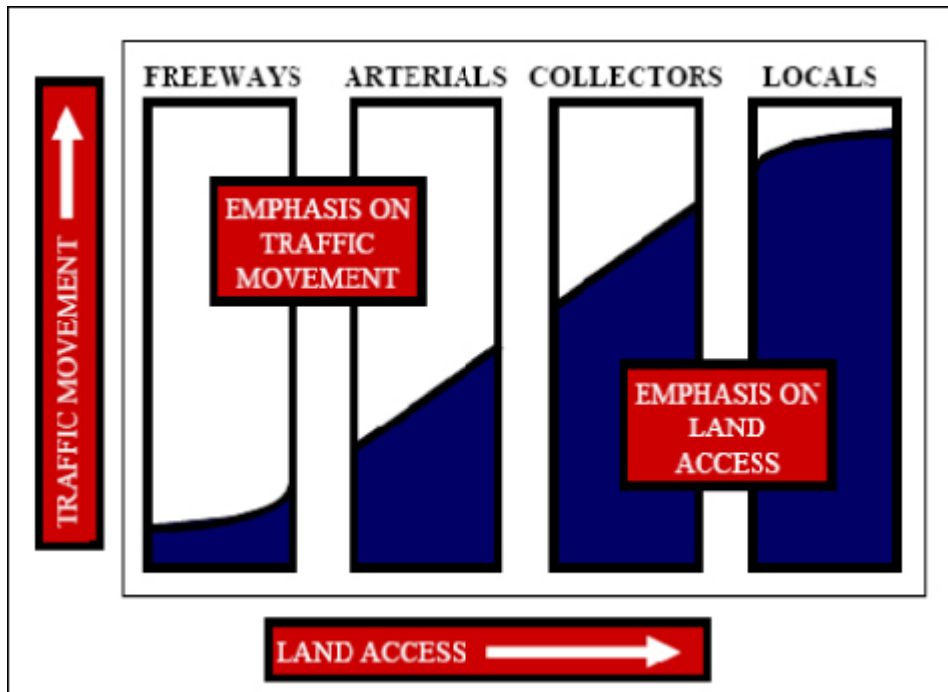 FREEWAYS ARTERIALS COLLECTORS LOCALS
TRAFFIC MOVEMENT
EMPHASIS ON
TRAFFIC
MOVEMENT
EMPHASIS ON
LAND
ACCESS
LAND ACCESS